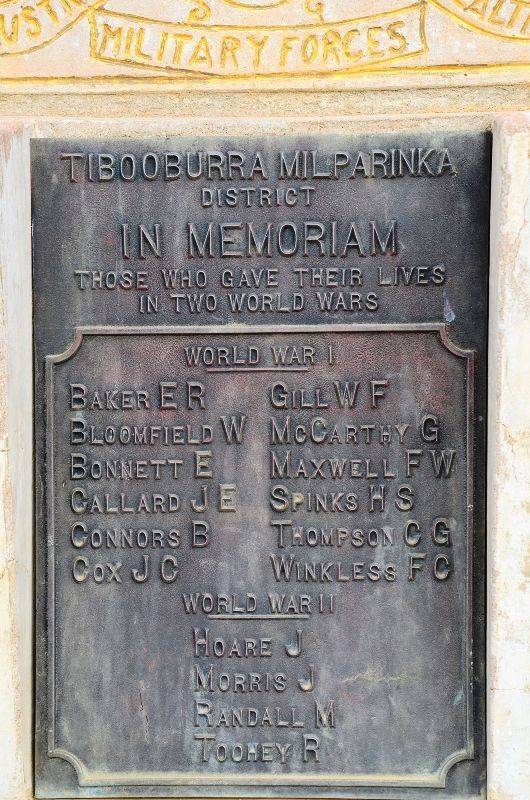 MILITARY FORCES
TIBOOBURRA MILPARINKA
DISTRICT
IN MEMORIAM
THOSE WHO GAVE THEIR LIVES
IN TWO WORLD WARS
WORLD WAR I
BAKER E R GILL W F
BLOOMFIELD W McCARTHY G
BONNETT E MAXWELL F W
CALLARD J E SPINKS H S
CONNORS B THOMPSON C G
COX J C WINKLESS F C
WORLD WAR II
HOARE J
MORRIS J
RANDALL M
TOOHEY R